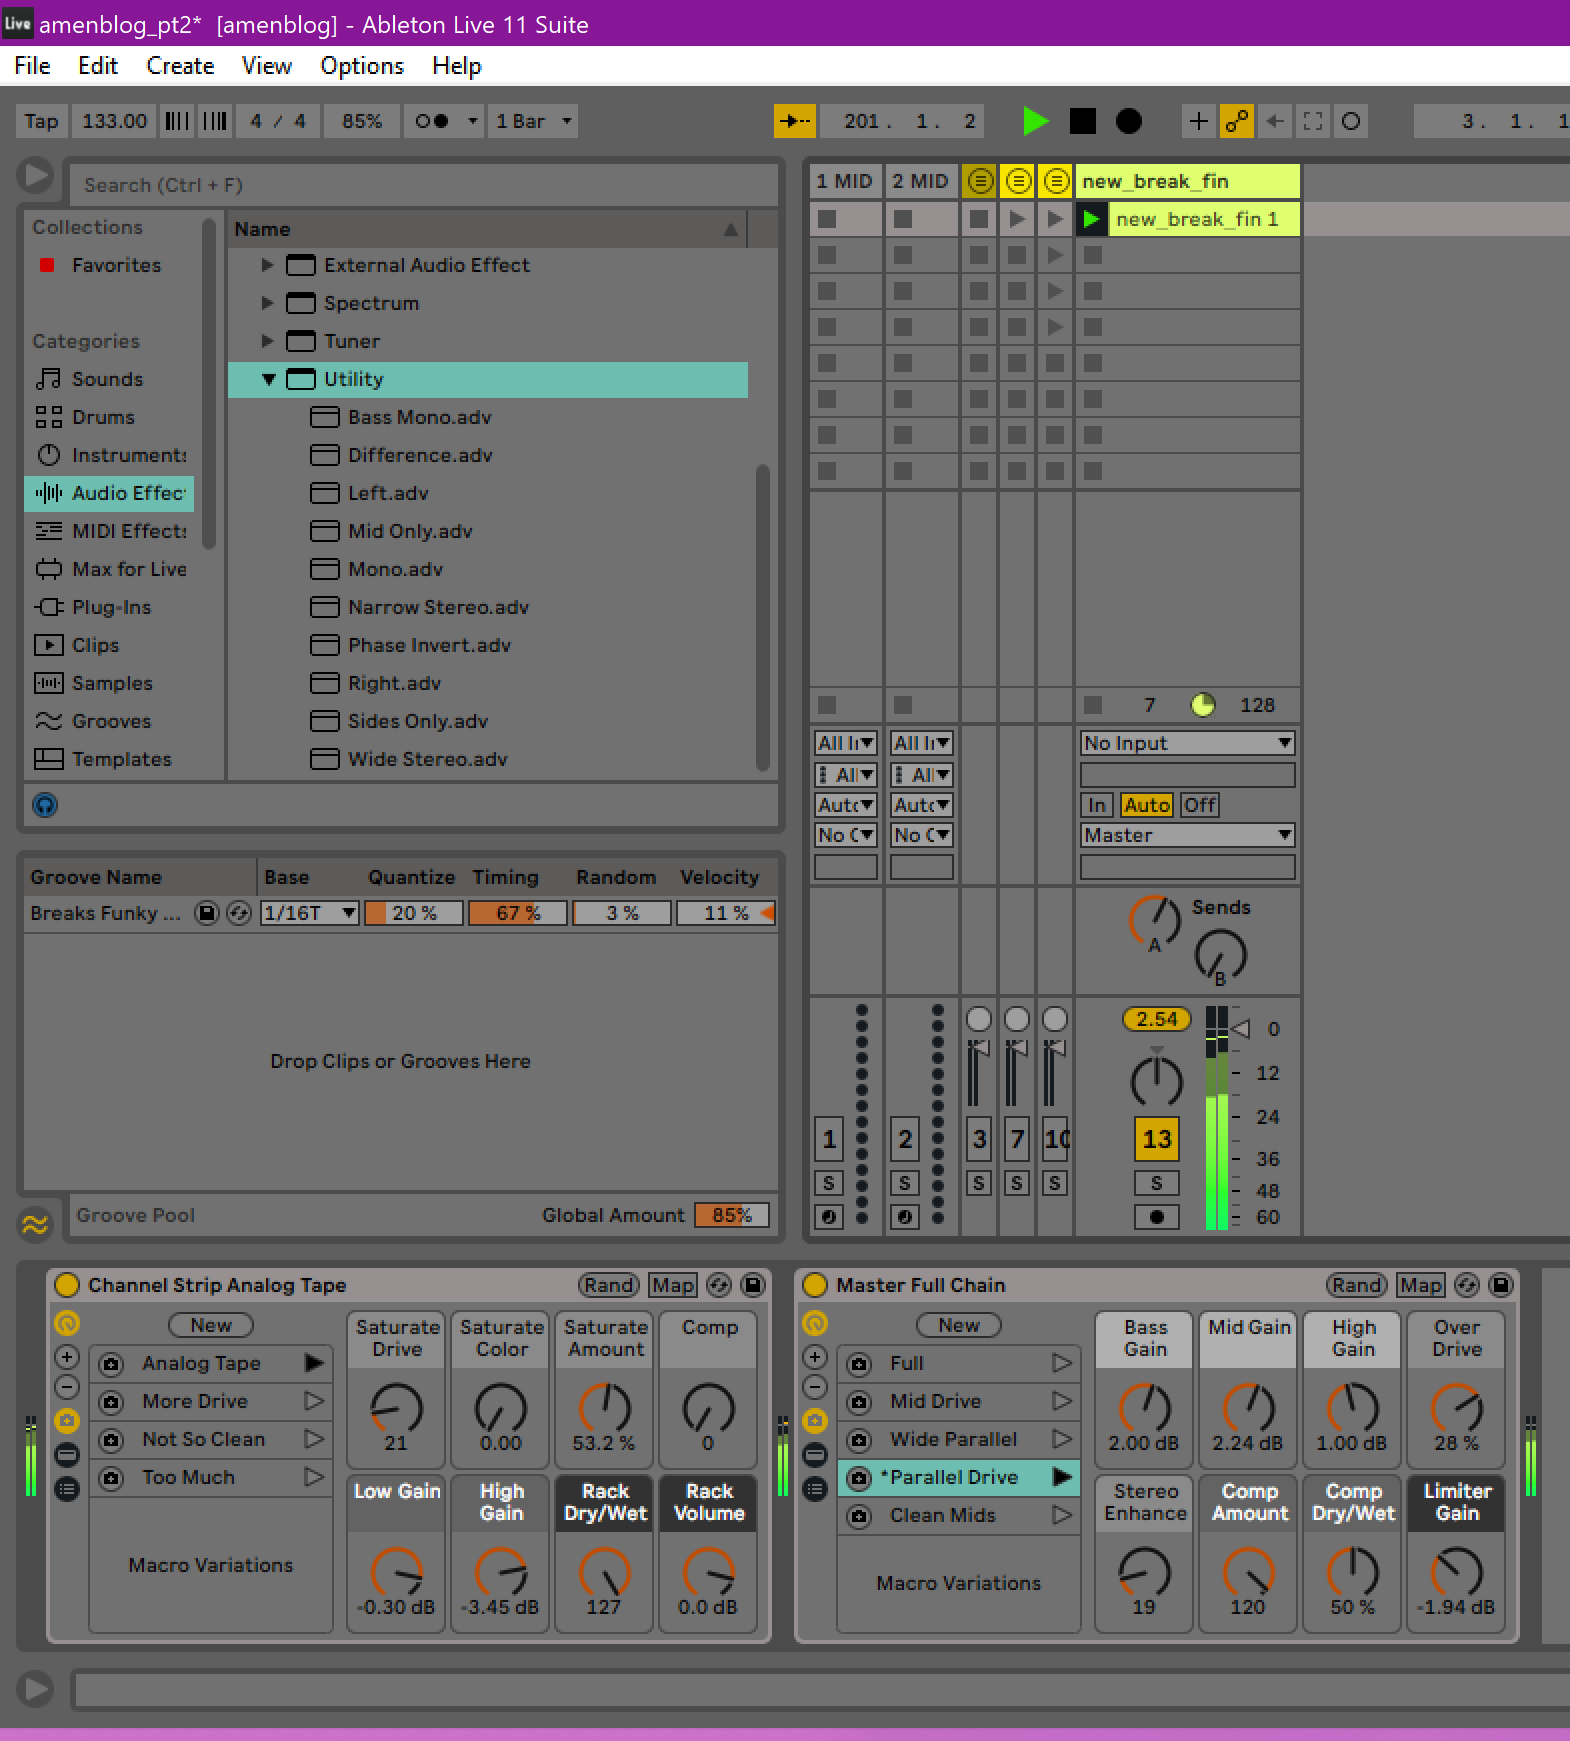 Live amenblog_pt2* [amenblog] - Ableton Live 11 Suite
File Edit Create View Options Help
Tap 133.00 4 / 4 85% 1 Bar 201. 1. 2 3. 1. 1
Search (Ctrl + F)
Collections
Favorites
Categories
Sounds
Drums
Instruments
Audio Effec
MIDI Effects
Max for Live
Plug-Ins
Clips
Samples
Grooves
Templates
Name
External Audio Effect
Spectrum
Tuner
Utility
Bass Mono.adv
Difference.adv
Left.adv
Mid Only.adv
Mono.adv
Narrow Stereo.adv
Phase Invert.adv
Right.adv
Sides Only.adv
Wide Stereo.adv
1 MID 2 MID new_break_fin
new_break_fin 1
7 128
All I All I No Input
All All
Auto Auto In Auto Off
No C No C Master
Sends
A
B
2.54 0
12
24
1 2 3 7 10 13 36
S S S S S S 48
60
Groove Name Base Quantize Timing Random Velocity
Breaks Funky ... 1/16T 20 % 67 % 3 % 11 %
Drop Clips or Grooves Here
Groove Pool Global Amount 85%
Channel Strip Analog Tape Rand Map
New
Analog Tape
More Drive
Not So Clean
Too Much
Macro Variations
Saturate Drive Saturate Color Saturate Amount Comp
21 0.00 53.2 % 0
Low Gain High Gain Rack Dry/Wet Rack Volume
-0.30 dB -3.45 dB 127 0.0 dB
Master Full Chain Rand Map
New
Full
Mid Drive
Wide Parallel
*Parallel Drive
Clean Mids
Macro Variations
Bass Gain Mid Gain High Gain Over Drive
2.00 dB 2.24 dB 1.00 dB 28 %
Stereo Enhance Comp Amount Comp Dry/Wet Limiter Gain
19 120 50 % -1.94 dB